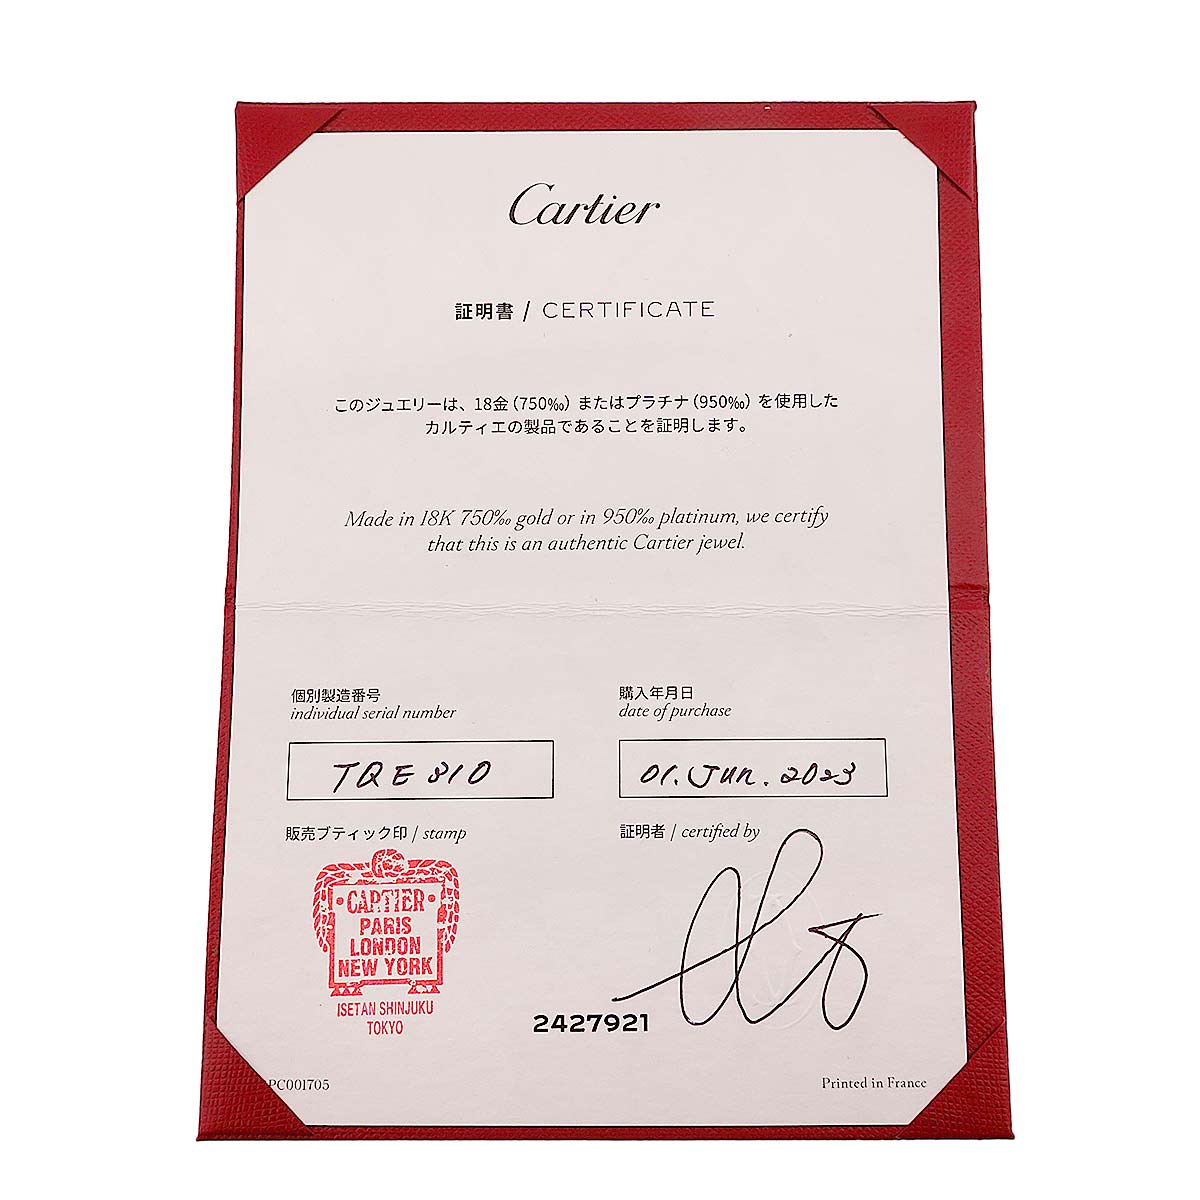 Cartier
証明書 / CERTIFICATE
このジュエリーは、18金（750‰）またはプラチナ（950‰）を使用した
カルティエの製品であることを証明します。
Made in 18K 750‰ gold or in 950‰ platinum, we certify
that this is an authentic Cartier jewel.
個別製造番号
individual serial number
TQE 810
購入年月日
date of purchase
01. Jun. 2023
販売ブティック印 / stamp
CARTIER
PARIS
LONDON
NEW YORK
ISETAN SHINJUKU
TOKYO
証明者 / certified by
2427921
PC001705
Printed in France